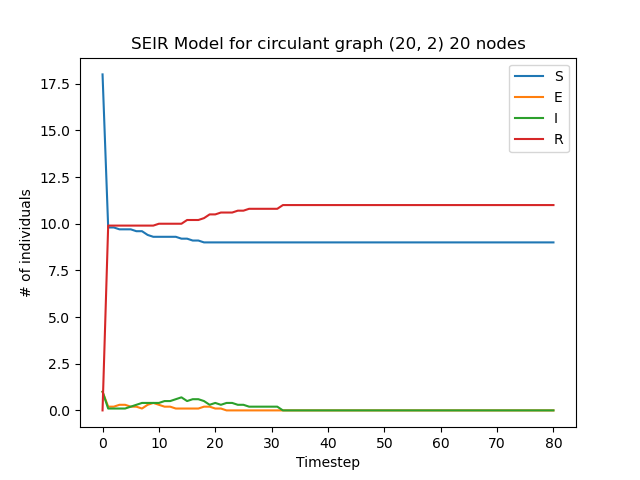 SEIR Model for circulant graph (20, 2) 20 nodes
S
E
I
R
# of individuals
17.5
15.0
12.5
10.0
7.5
5.0
2.5
0.0
0 10 20 30 40 50 60 70 80
Timestep